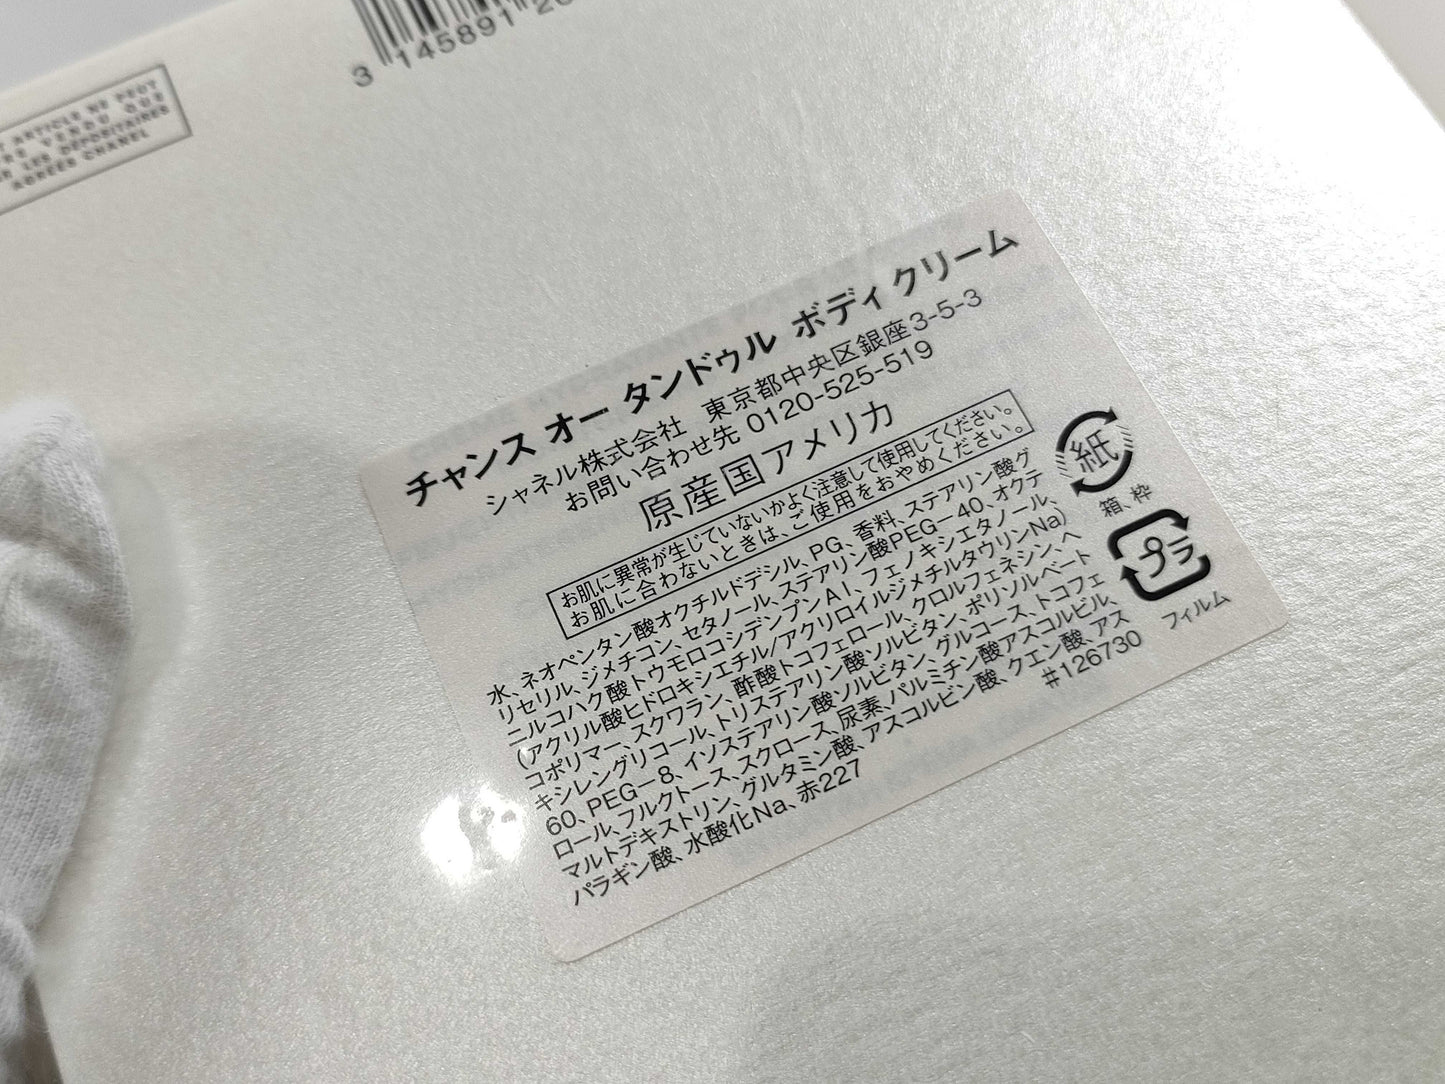 3 145891 26
ARTICLE NE PEUT
VENDU QUE
LES DEPOSITAIRES
AGREES CHANEL
チャンス オー タンドゥル ボディ クリーム
シャネル株式会社 東京都中央区銀座3-5-3
お問い合わせ先 0120-525-519
原産国アメリカ
お肌に異常が生じていないかよく注意して使用してください。
お肌に合わないときは、ご使用をおやめください。
水、ネオペンタン酸オクチルドデシル、PG、香料、ステアリン酸グ
リセリル、ジメチコン、セタノール、ステアリン酸PEG－40、オクテ
ニルコハク酸トウモロコシデンプンAl、フェノキシエタノール、
(アクリル酸ヒドロキシエチル/アクリロイルジメチルタウリンNa)
コポリマー、スクワラン、酢酸トコフェロール、クロルフェネシン、ヘ
キシレングリコール、トリステアリン酸ソルビタン、ポリソルベート
60、PEG－8、イソステアリン酸ソルビタン、グルコース、トコフェ
ロール、フルクトース、スクロース、尿素、パルミチン酸アスコルビル、
マルトデキストリン、グルタミン酸、アスコルビン酸、クエン酸、アス
パラギン酸、水酸化Na、赤227
#126730
紙
箱、枠
プラ
フィルム